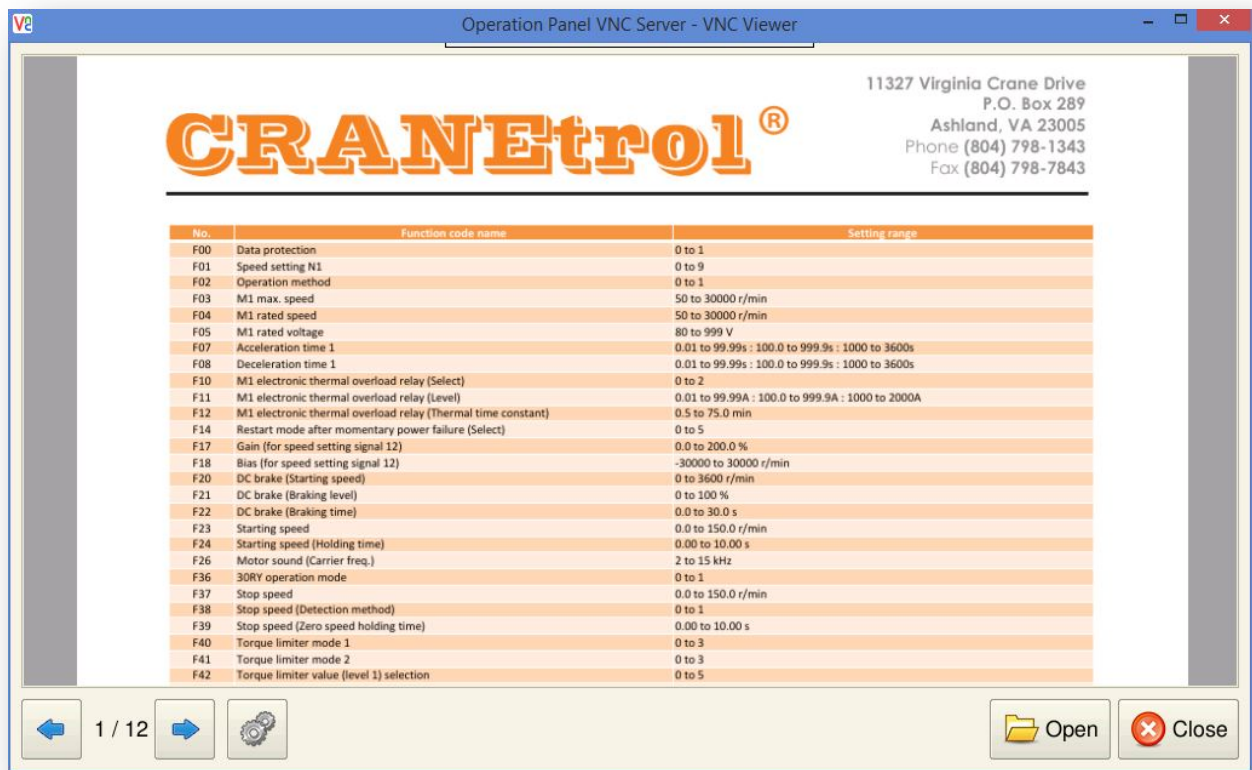 Operation Panel VNC Server - VNC Viewer
11327 Virginia Crane Drive
P.O. Box 289
Ashland, VA 23005
Phone (804) 798-1343
Fax (804) 798-7843
CRANEtrol®
No. Function code name Setting range
F00 Data protection 0 to 1
F01 Speed setting N1 0 to 9
F02 Operation method 0 to 1
F03 M1 max. speed 50 to 30000 r/min
F04 M1 rated speed 50 to 30000 r/min
F05 M1 rated voltage 80 to 999 V
F07 Acceleration time 1 0.01 to 99.99s : 100.0 to 999.9s : 1000 to 3600s
F08 Deceleration time 1 0.01 to 99.99s : 100.0 to 999.9s : 1000 to 3600s
F10 M1 electronic thermal overload relay (Select) 0 to 2
F11 M1 electronic thermal overload relay (Level) 0.01 to 99.99A : 100.0 to 999.9A : 1000 to 2000A
F12 M1 electronic thermal overload relay (Thermal time constant) 0.5 to 75.0 min
F14 Restart mode after momentary power failure (Select) 0 to 5
F17 Gain (for speed setting signal 12) 0.0 to 200.0 %
F18 Bias (for speed setting signal 12) -30000 to 30000 r/min
F20 DC brake (Starting speed) 0 to 3600 r/min
F21 DC brake (Braking level) 0 to 100 %
F22 DC brake (Braking time) 0.0 to 30.0 s
F23 Starting speed 0.0 to 150.0 r/min
F24 Starting speed (Holding time) 0.00 to 10.00 s
F26 Motor sound (Carrier freq.) 2 to 15 kHz
F36 30RY operation mode 0 to 1
F37 Stop speed 0.0 to 150.0 r/min
F38 Stop speed (Detection method) 0 to 1
F39 Stop speed (Zero speed holding time) 0.00 to 10.00 s
F40 Torque limiter mode 1 0 to 3
F41 Torque limiter mode 2 0 to 3
F42 Torque limiter value (level 1) selection 0 to 5
1 / 12 Open Close